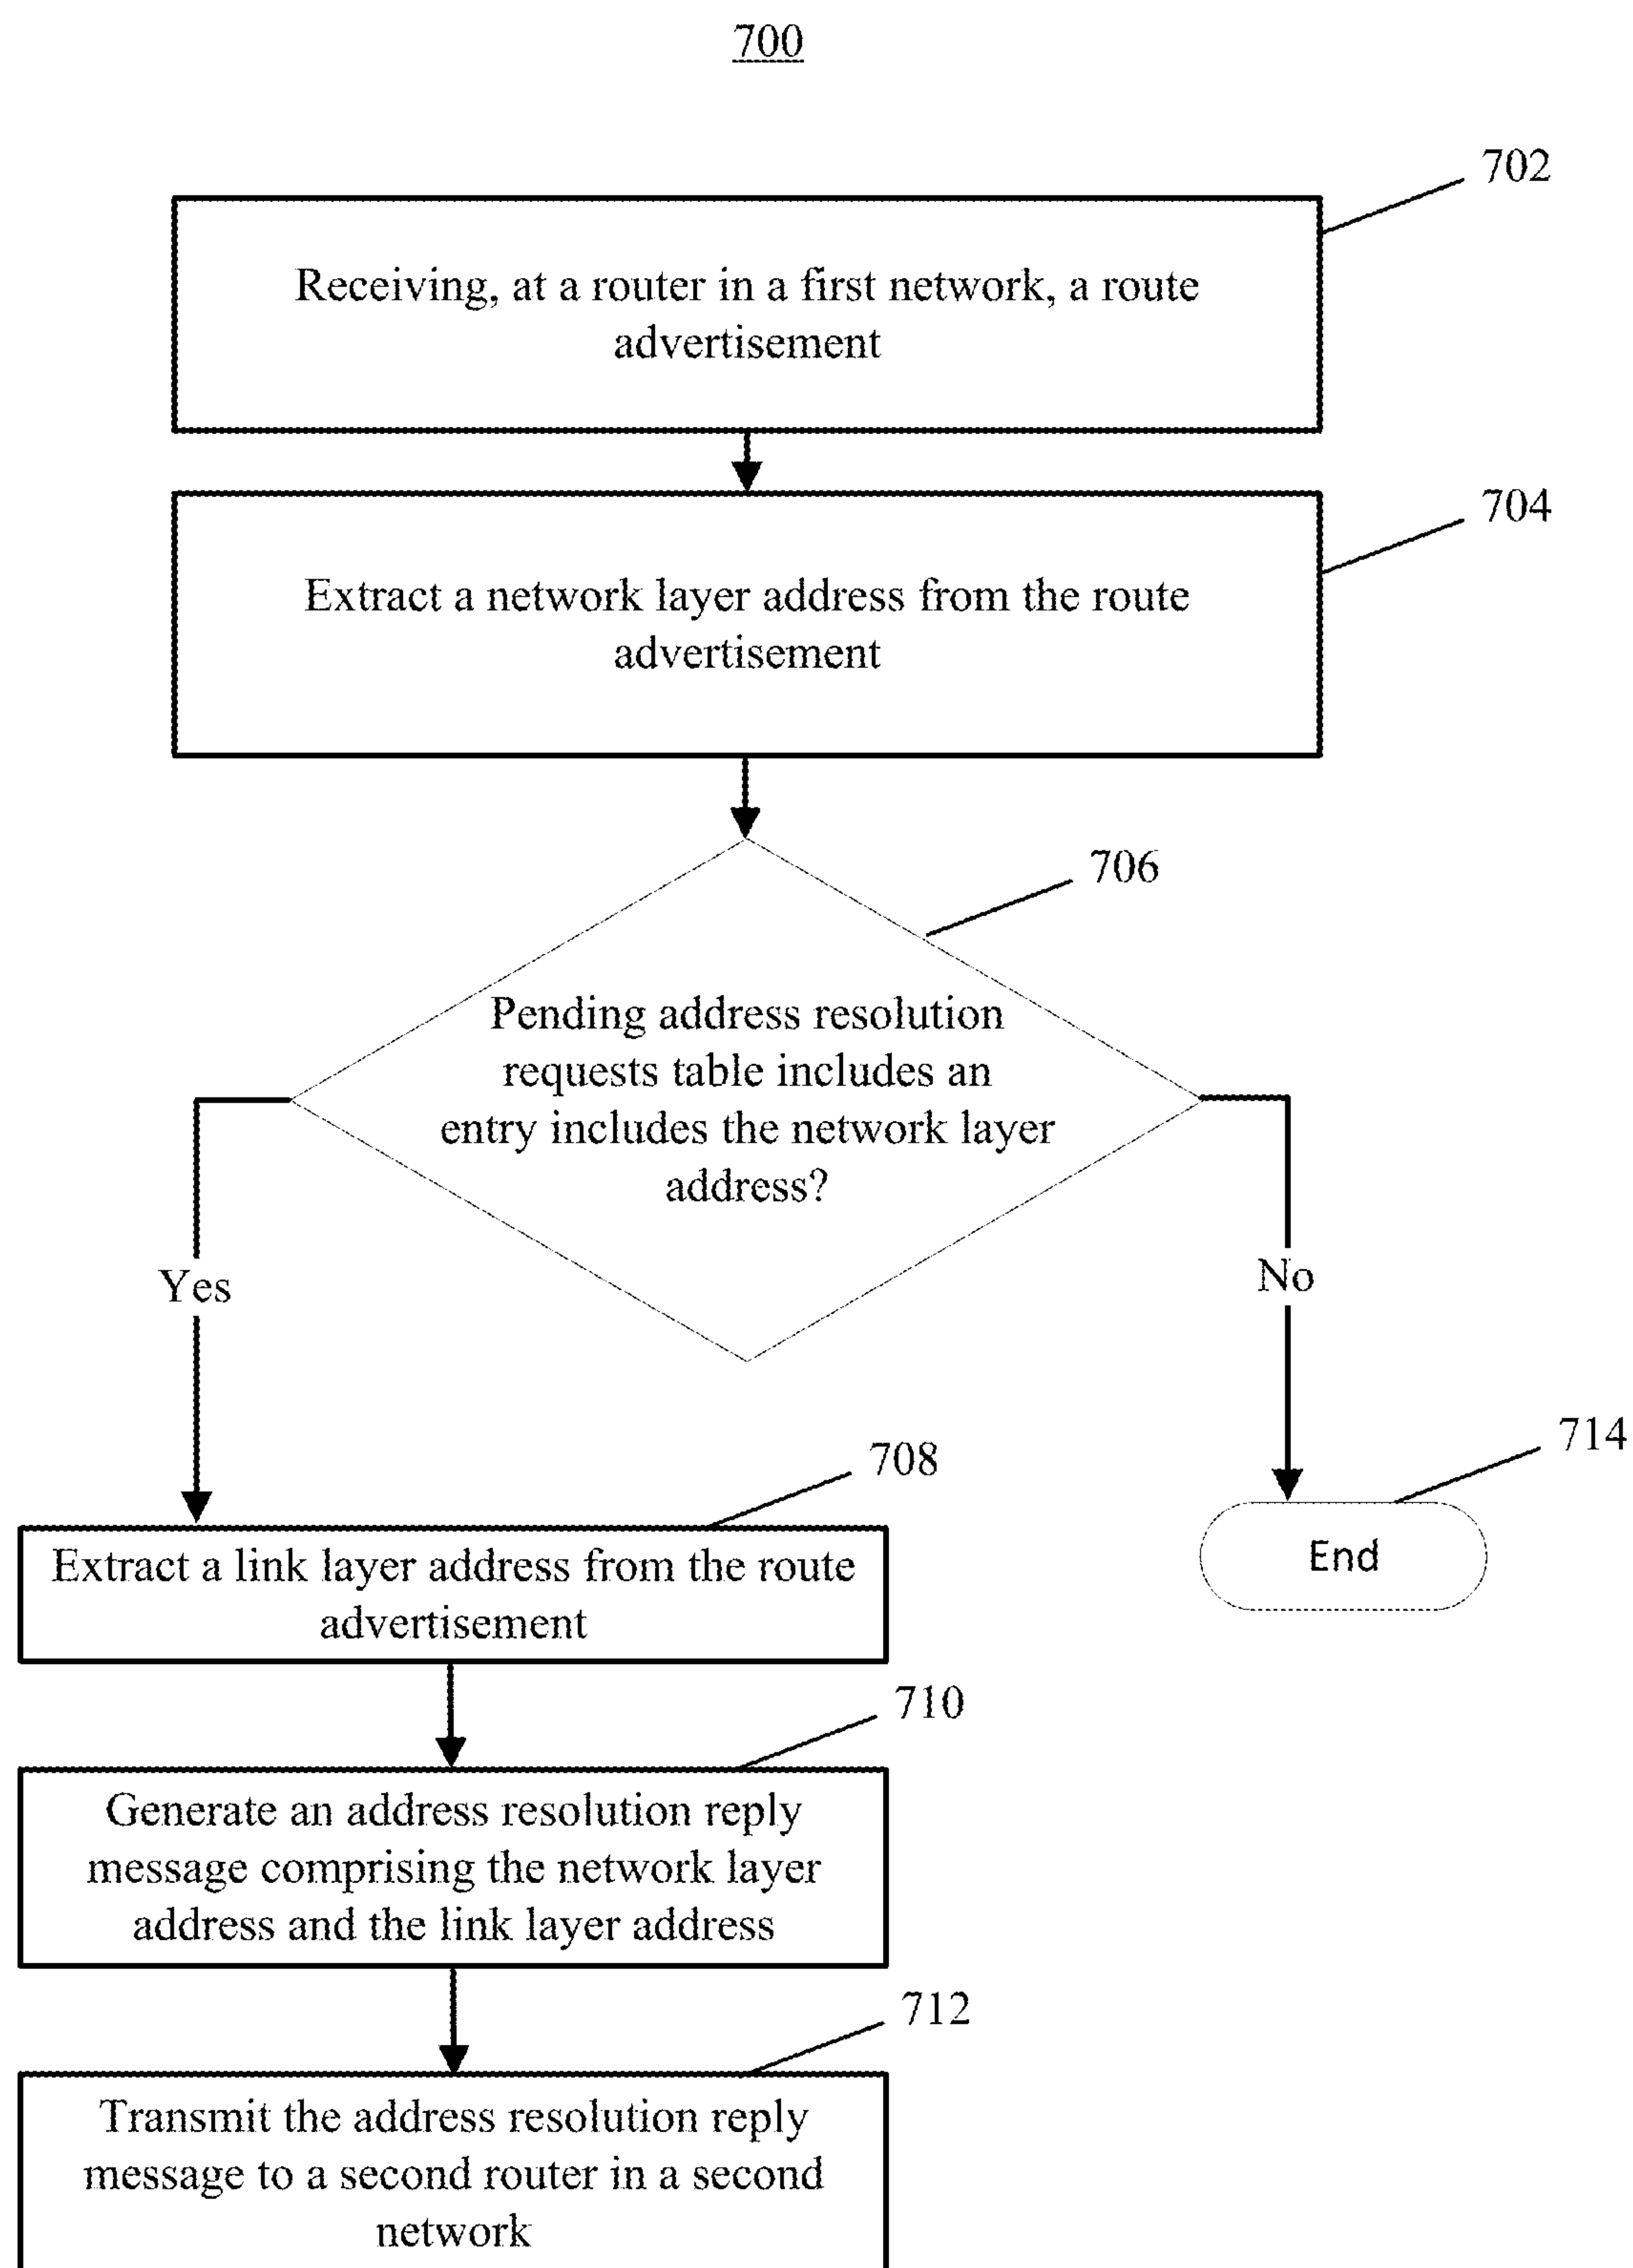 700
702
Receiving, at a router in a first network, a route
advertisement
704
Extract a network layer address from the route
advertisement
706
Pending address resolution
requests table includes an
entry includes the network layer
address?
Yes
No
708
714
Extract a link layer address from the route
advertisement
End
710
Generate an address resolution reply
message comprising the network layer
address and the link layer address
712
Transmit the address resolution reply
message to a second router in a second
network